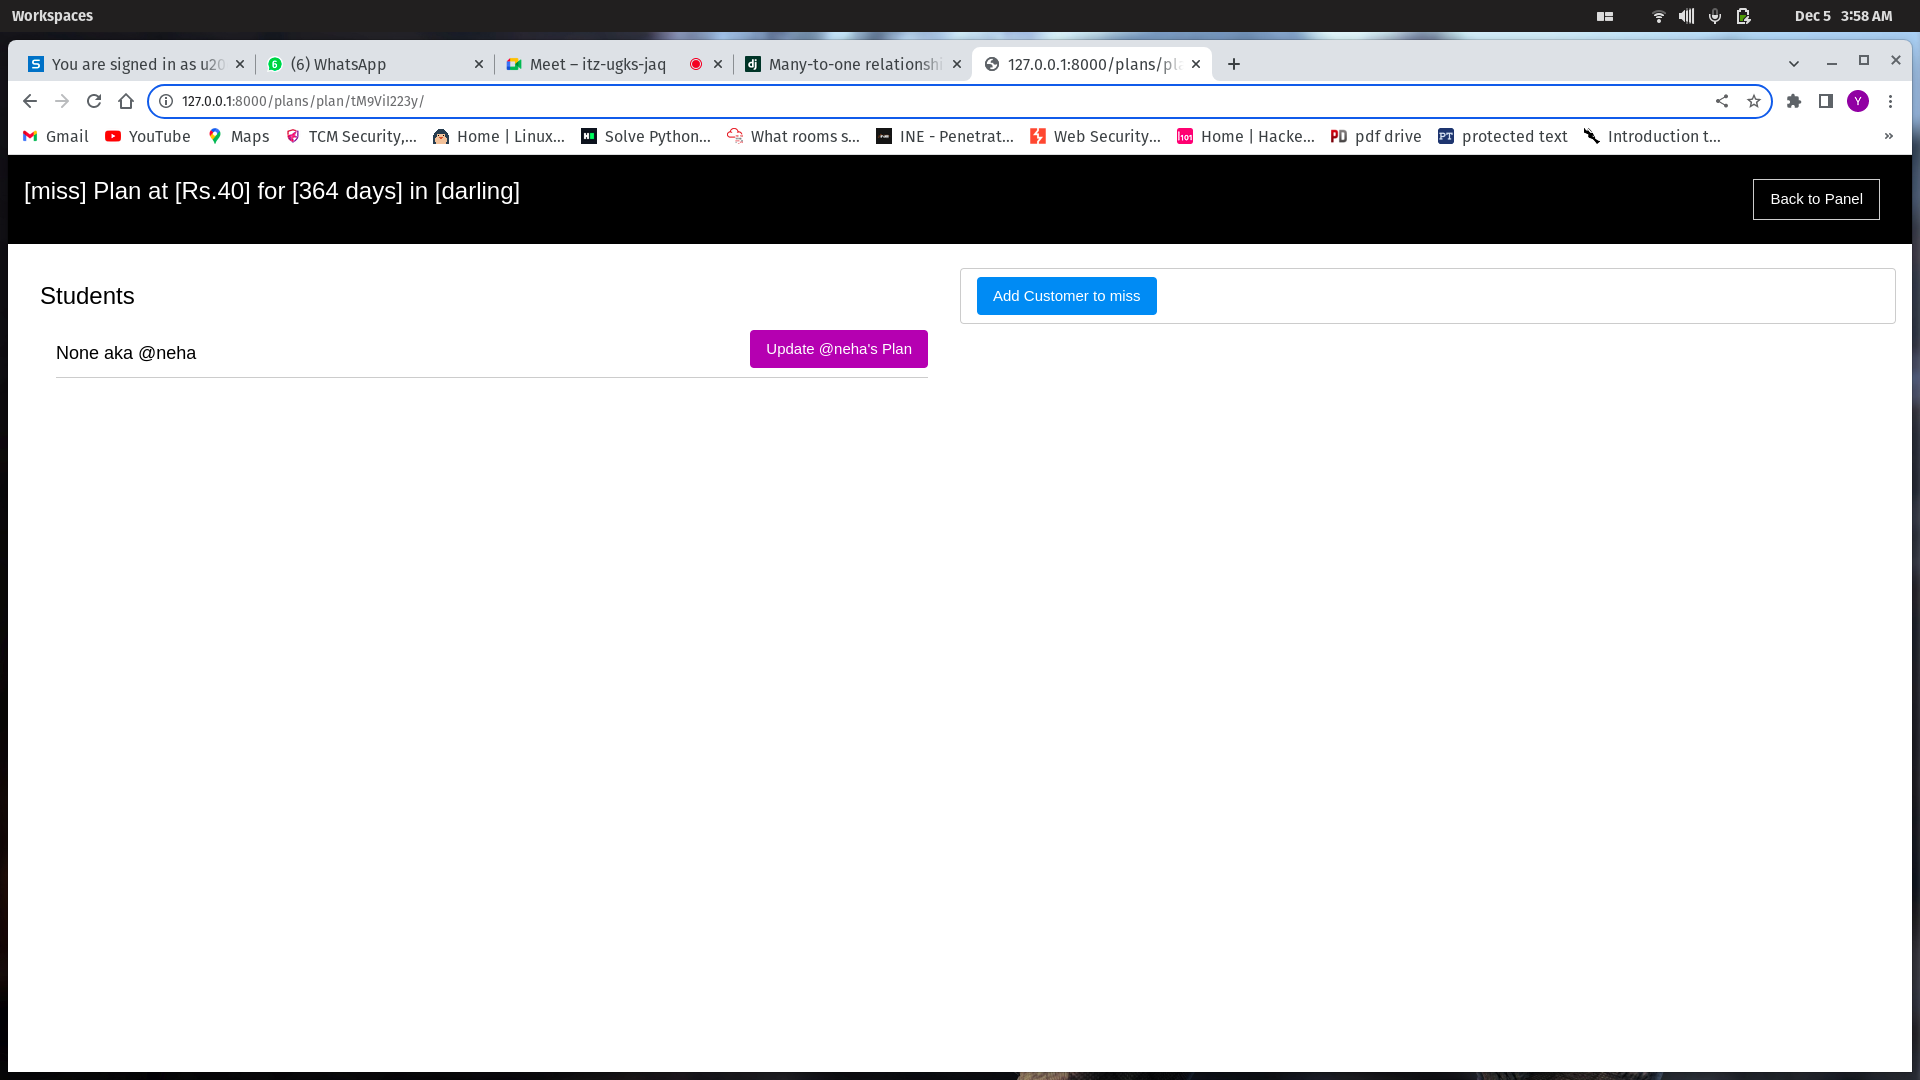 Workspaces
Dec 5 3:58 AM
You are signed in as u20
(6) WhatsApp
Meet – itz-ugks-jaq
Many-to-one relationshi
127.0.0.1:8000/plans/pla
127.0.0.1:8000/plans/plan/tM9ViI223y/
Y
Gmail
YouTube
Maps
TCM Security,...
Home | Linux...
Solve Python...
What rooms s...
INE - Penetrat...
Web Security...
Home | Hacke...
pdf drive
protected text
Introduction t...
»
[miss] Plan at [Rs.40] for [364 days] in [darling]
Back to Panel
Students
Add Customer to miss
None aka @neha
Update @neha's Plan